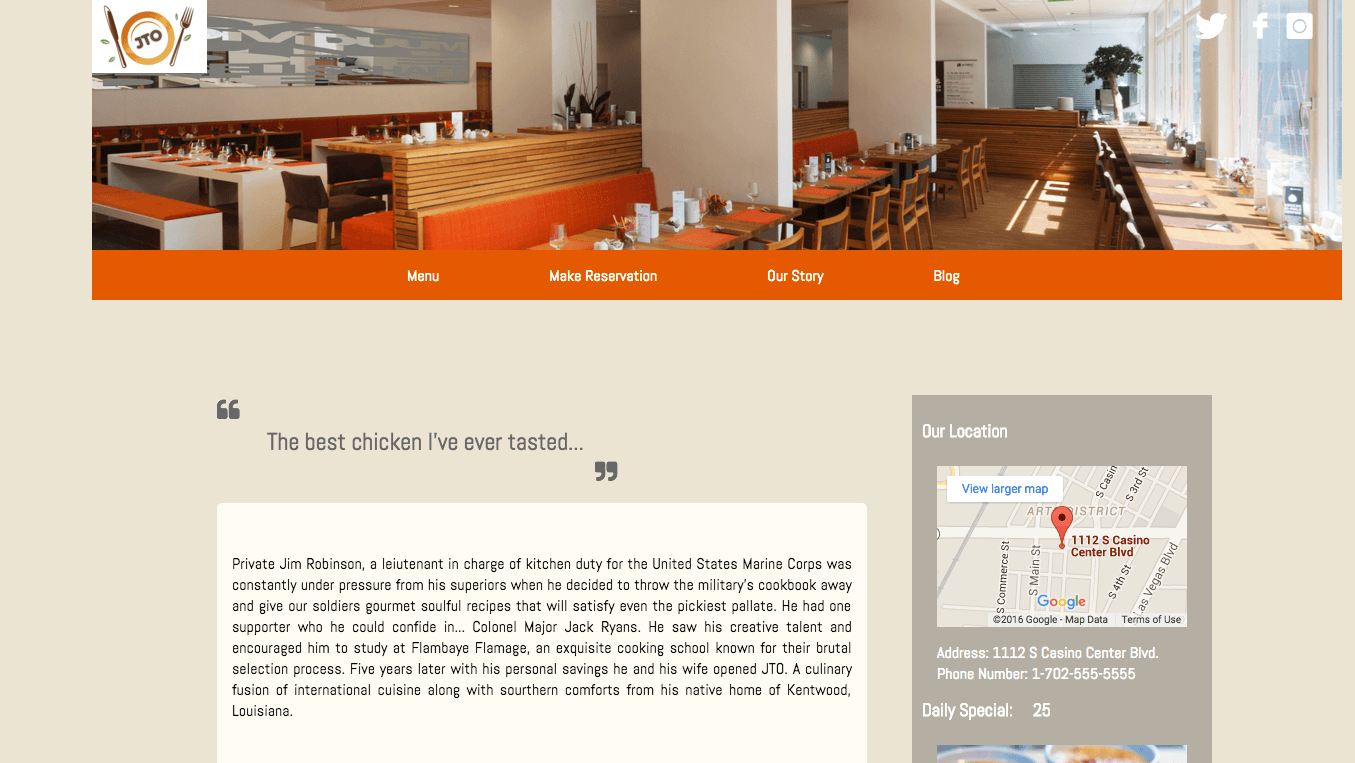 JTO
Menu
Make Reservation
Our Story
Blog
The best chicken I've ever tasted...
Private Jim Robinson, a leiutenant in charge of kitchen duty for the United States Marine Corps was
constantly under pressure from his superiors when he decided to throw the military's cookbook away
and give our soldiers gourmet soulful recipes that will satisfy even the pickiest pallate. He had one
supporter who he could confide in... Colonel Major Jack Ryans. He saw his creative talent and
encouraged him to study at Flambaye Flamage, an exquisite cooking school known for their brutal
selection process. Five years later with his personal savings he and his wife opened JTO. A culinary
fusion of international cuisine along with sourthern comforts from his native home of Kentwood,
Louisiana.
Our Location
View larger map
S Casin
S 3rd St
ARTS DISTRICT
1112 S Casino
Center Blvd
S Commerce St
S Main St
S 4th St
Las Vegas Blvd
Google
©2016 Google - Map Data
Terms of Use
Address: 1112 S Casino Center Blvd.
Phone Number: 1-702-555-5555
Daily Special: 25